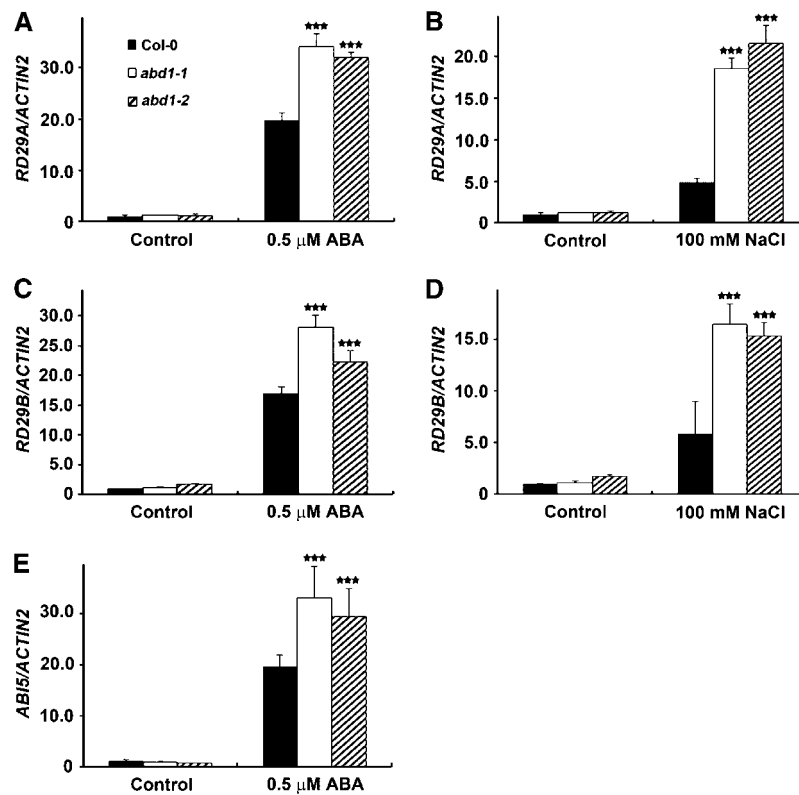 A
RD29A/ACTIN2
30.0
20.0
10.0
0
Col-0
abd1-1
abd1-2
★★★
★★★
Control
0.5 μM ABA
B
RD29A/ACTIN2
20.0
15.0
10.0
5.0
0
★★★
★★★
Control
100 mM NaCl
C
RD29B/ACTIN2
30.0
25.0
20.0
15.0
10.0
5.0
0
★★★
★★★
Control
0.5 μM ABA
D
RD29B/ACTIN2
15.0
10.0
5.0
0
★★★
★★★
Control
100 mM NaCl
E
ABI5/ACTIN2
30.0
20.0
10.0
0
★★★
★★★
Control
0.5 μM ABA